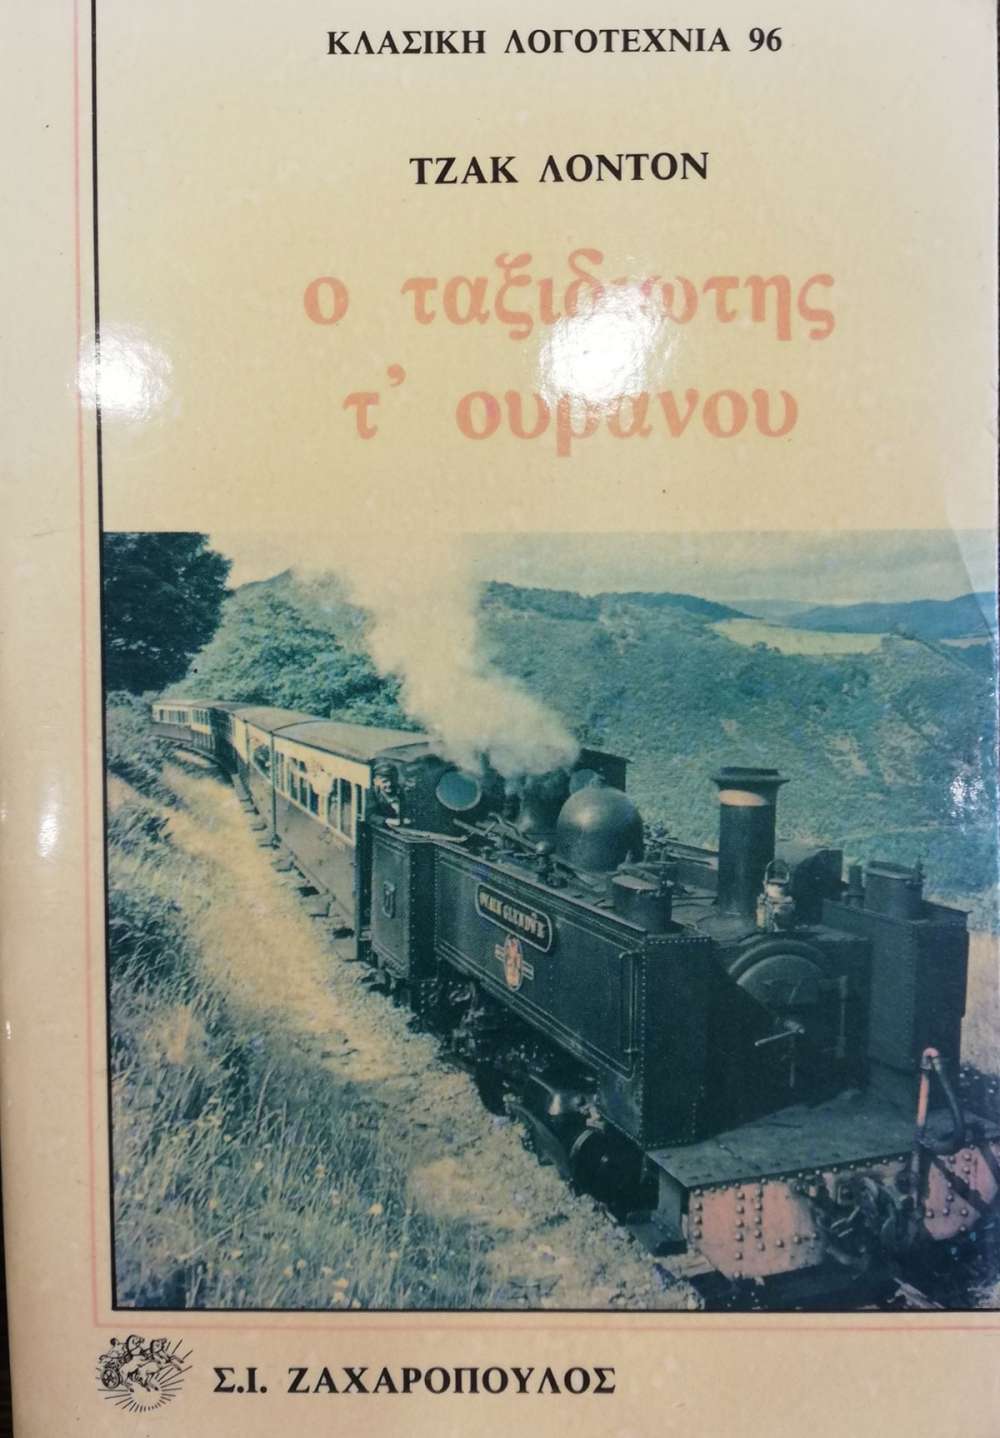 ΚΛΑΣΙΚΗ ΛΟΓΟΤΕΧΝΙΑ 96
ΤΖΑΚ ΛΟΝΤΟΝ
ο ταξιδιωτης
τ' ουρανου
Σ.Ι. ΖΑΧΑΡΟΠΟΥΛΟΣ